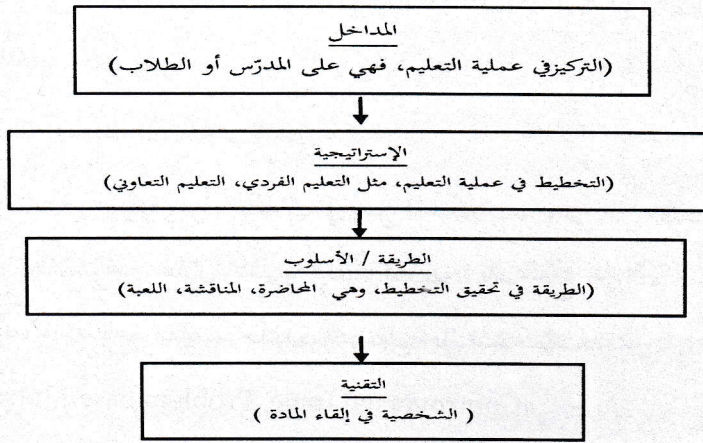 المداخل
(التركيزفي عملية التعليم، فهي على المدرّس أو الطلاب)
الإستراتيجية
(التخطيط في عملية التعليم، مثل التعليم الفردي، التعليم التعاوني)
الطريقة / الأسلوب
(الطريقة في تحقيق التخطيط، وهي المحاضرة، المناقشة، اللعبة)
التقنية
( الشخصية في إلقاء المادة )